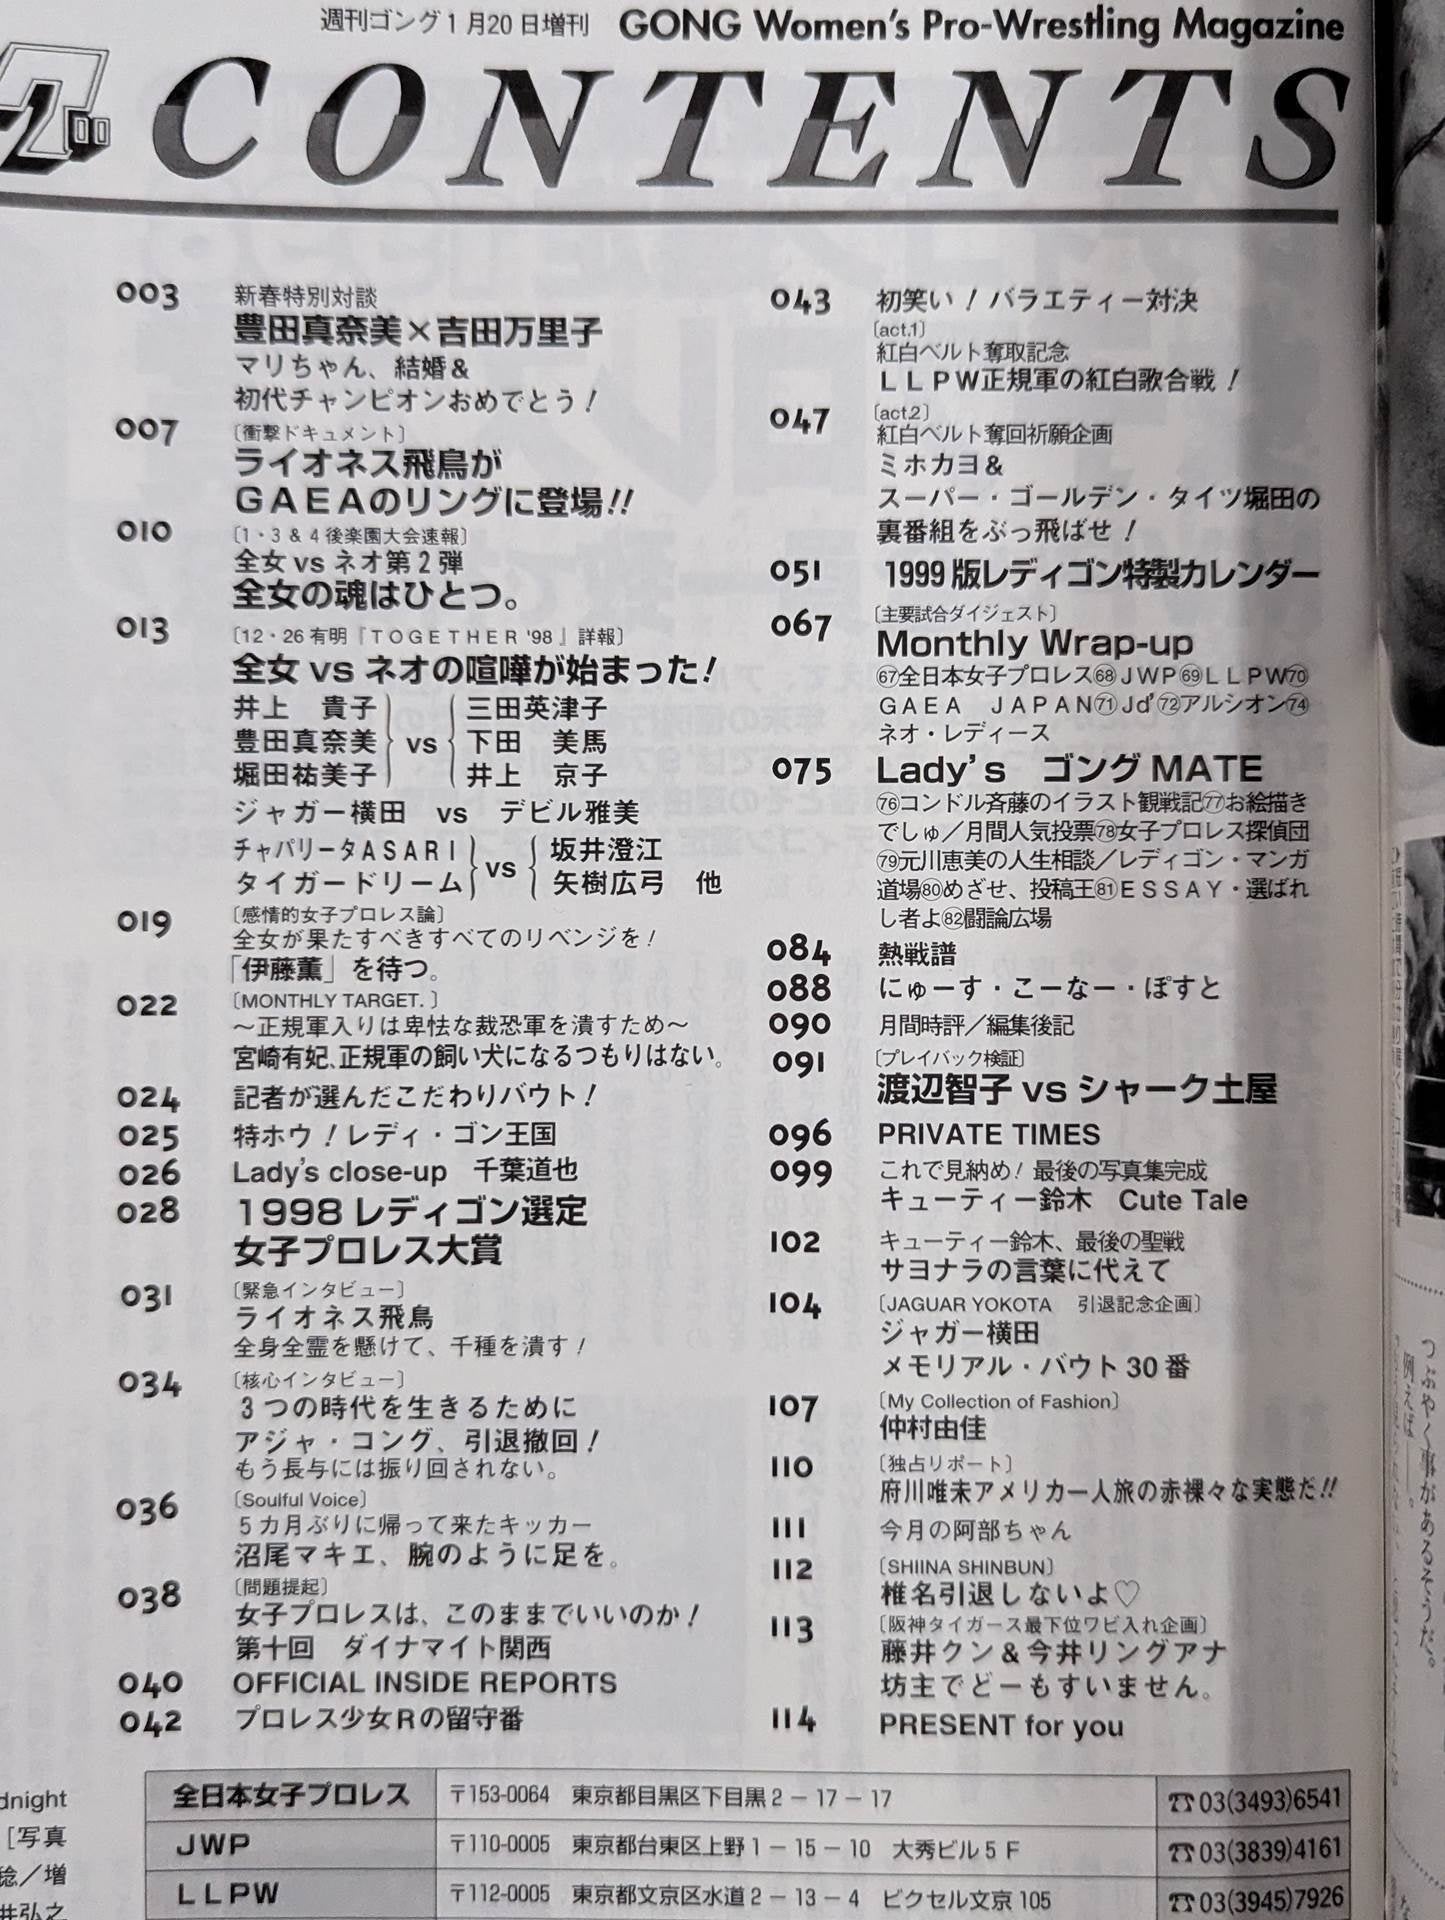 週刊ゴング1月20日増刊 GONG Women's Pro-Wrestling Magazine
CONTENTS
003 新春特別対談
豊田真奈美×吉田万里子
マリちゃん、結婚&
初代チャンピオンおめでとう!
007 〔衝撃ドキュメント〕
ライオネス飛鳥が
GAEAのリングに登場!!
010 〔1・3&4後楽園大会速報〕
全女vsネオ第2弾
全女の魂はひとつ。
013 〔12・26有明『TOGETHER '98』詳報〕
全女vsネオの喧嘩が始まった!
井上 貴子 三田英津子
豊田真奈美 vs 下田 美馬
堀田祐美子 井上 京子
ジャガー横田 vs デビル雅美
チャパリータASARI 坂井澄江
vs
タイガードリーム 矢樹広弓 他
019 〔感情的女子プロレス論〕
全女が果たすべきすべてのリベンジを!
「伊藤薫」を待つ。
022 〔MONTHLY TARGET.〕
〜正規軍入りは卑怯な裁恐軍を潰すため〜
宮崎有妃、正規軍の飼い犬になるつもりはない。
024 記者が選んだこだわりバウト!
025 特ホウ!レディ・ゴン王国
026 Lady's close-up 千葉道也
028 1998レディゴン選定
女子プロレス大賞
031 〔緊急インタビュー〕
ライオネス飛鳥
全身全霊を懸けて、千種を潰す!
034 〔核心インタビュー〕
3つの時代を生きるために
アジャ・コング、引退撤回!
もう長与には振り回されない。
036 〔Soulful Voice〕
5カ月ぶりに帰って来たキッカー
沼尾マキエ、腕のように足を。
038 〔問題提起〕
女子プロレスは、このままでいいのか!
第十回 ダイナマイト関西
040 OFFICIAL INSIDE REPORTS
042 プロレス少女Rの留守番
043 初笑い!バラエティー対決
〔act.1〕
紅白ベルト奪取記念
LLPW正規軍の紅白歌合戦!
047 〔act.2〕
紅白ベルト奪回祈願企画
ミホカヨ&
スーパー・ゴールデン・タイツ堀田の
裏番組をぶっ飛ばせ!
051 1999版レディゴン特製カレンダー
067 〔主要試合ダイジェスト〕
Monthly Wrap-up
㊿全日本女子プロレス
JWP LLPW
GAEA JAPAN Jd' アルシオン
ネオ・レディース
075 Lady's ゴングMATE
コンドル斉藤のイラスト観戦記 お絵描き
でしゅ/月間人気投票 女子プロレス探偵団
元川恵美の人生相談/レディゴン・マンガ
道場 めざせ、投稿王 ESSAY・選ばれ
し者よ 闘論広場
084 熱戦譜
088 にゅーす・こーなー・ぽすと
090 月間時評/編集後記
091 〔プレイバック検証〕
渡辺智子vsシャーク土屋
096 PRIVATE TIMES
099 これで見納め!最後の写真集完成
キューティー鈴木 Cute Tale
102 キューティー鈴木、最後の聖戦
サヨナラの言葉に代えて
104 〔JAGUAR YOKOTA 引退記念企画〕
ジャガー横田
メモリアル・バウト30番
107 〔My Collection of Fashion〕
仲村由佳
110 〔独占リポート〕
府川唯未アメリカ一人旅の赤裸々な実態だ!!
111 今月の阿部ちゃん
112 〔SHIINA SHINBUN〕
椎名引退しないよ♡
113 〔阪神タイガース最下位ワビ入れ企画〕
藤井クン&今井リングアナ
坊主でどーもすいません。
114 PRESENT for you
全日本女子プロレス 〒153-0064 東京都目黒区下目黒2−17−17 ☎03(3493)6541
JWP 〒110-0005 東京都台東区上野1−15−10 大秀ビル5F ☎03(3839)4161
LLPW 〒112-0005 東京都文京区水道2−13−4 ビクセル文京105 ☎03(3945)7926
dnight
[写真
稔/増
井弘之
つぶやく事があるそうだ。
例えば――。